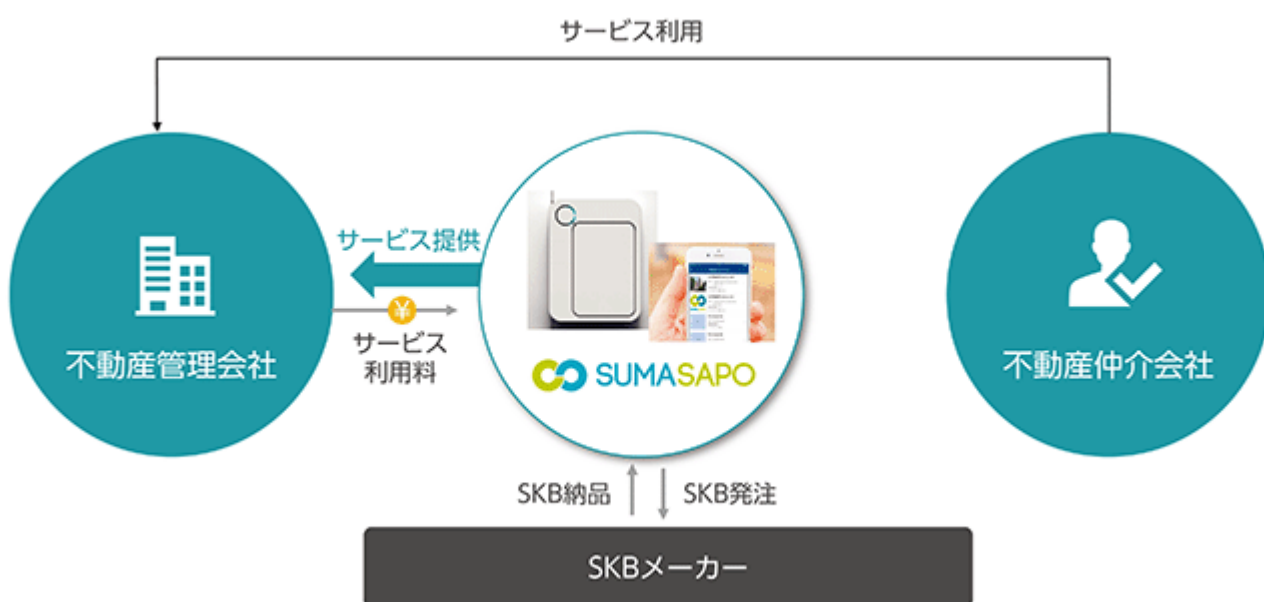 サービス利用
サービス提供
¥
サービス
利用料
不動産管理会社
SUMASAPO
不動産仲介会社
SKB納品
SKB発注
SKBメーカー